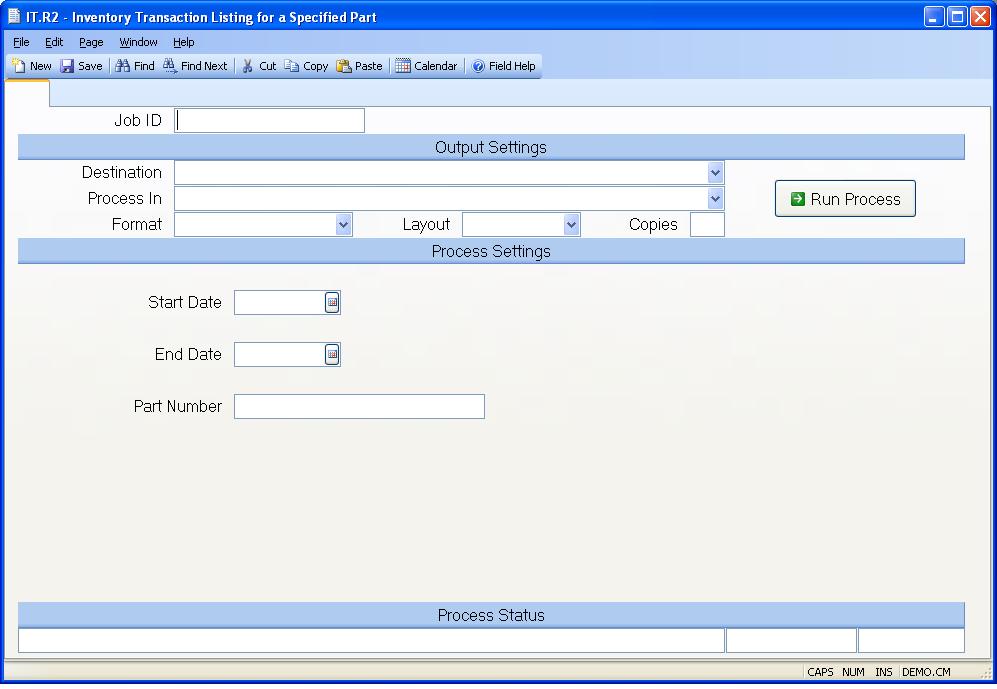 IT.R2 - Inventory Transaction Listing for a Specified Part
File Edit Page Window Help
New Save Find Find Next Cut Copy Paste Calendar Field Help
Job ID
Output Settings
Destination
Process In
Run Process
Format Layout Copies
Process Settings
Start Date
End Date
Part Number
Process Status
CAPS NUM INS DEMO.CM